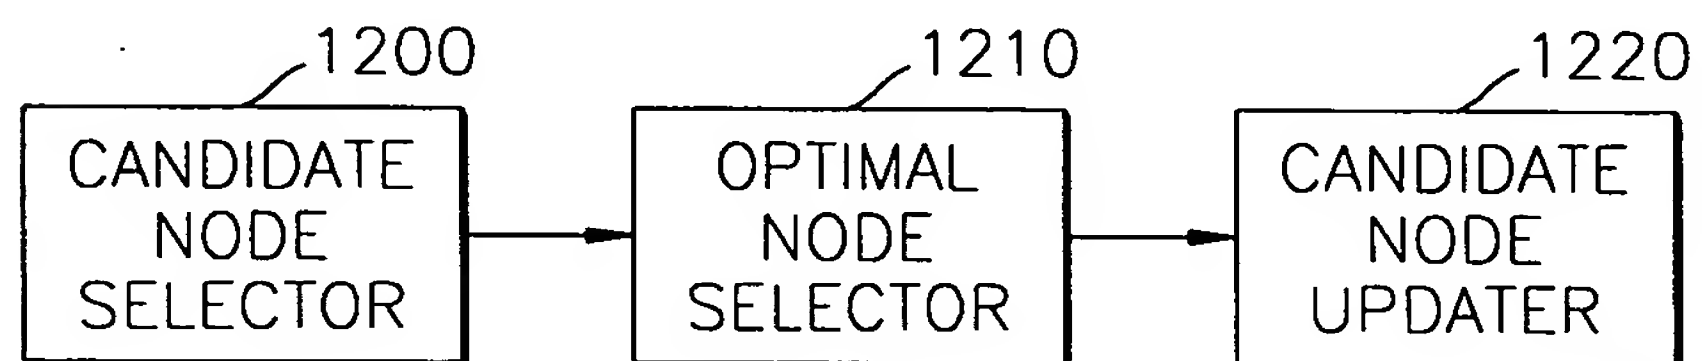 1200
1210
1220
CANDIDATE
NODE
SELECTOR
OPTIMAL
NODE
SELECTOR
CANDIDATE
NODE
UPDATER